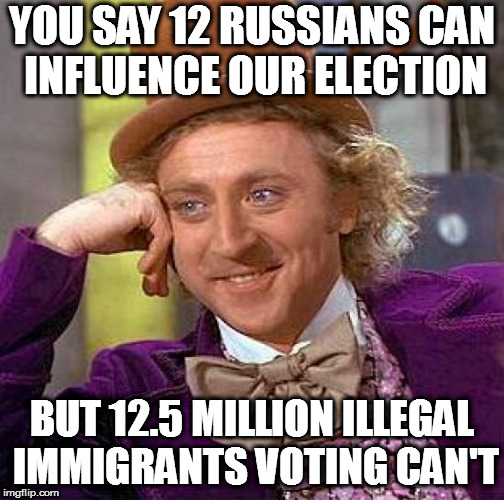 YOU SAY 12 RUSSIANS CAN
INFLUENCE OUR ELECTION
BUT 12.5 MILLION ILLEGAL
IMMIGRANTS VOTING CAN'T
imgflip.com